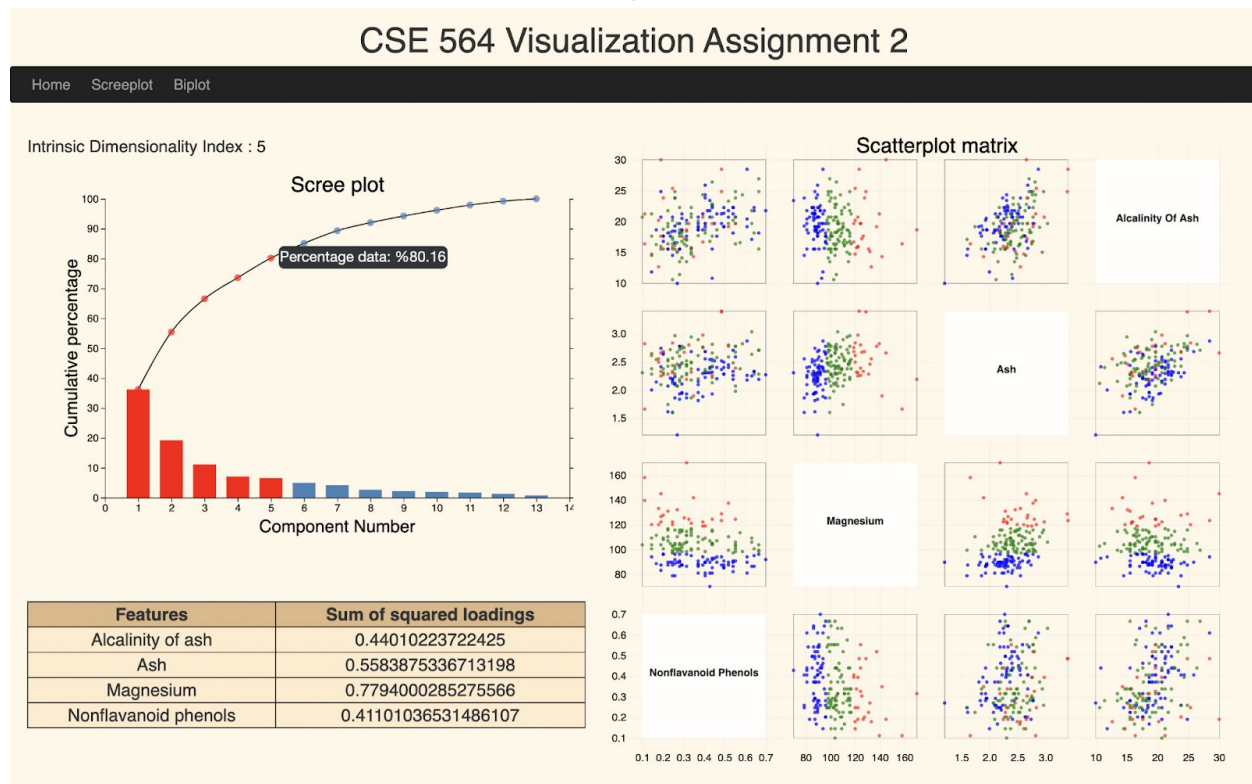 CSE 564 Visualization Assignment 2
Home Screeplot Biplot
Intrinsic Dimensionality Index : 5
Scree plot
100
90
80
70
60
50
40
30
20
10
0
Cumulative percentage
Percentage data: %80.16
0 1 2 3 4 5 6 7 8 9 10 11 12 13
Component Number
Features Sum of squared loadings
Alcalinity of ash 0.44010223722425
Ash 0.5583875336713198
Magnesium 0.7794000285275566
Nonflavanoid phenols 0.41101036531486107
Scatterplot matrix
30
25
20
15
10
Alcalinity Of Ash
3.0
2.5
2.0
1.5
Ash
160
140
120
100
80
Magnesium
0.7
0.6
0.5
0.4
0.3
0.2
0.1
Nonflavanoid Phenols
0.1 0.2 0.3 0.4 0.5 0.6 0.7 80 100 120 140 160 1.5 2.0 2.5 3.0 10 15 20 25 30